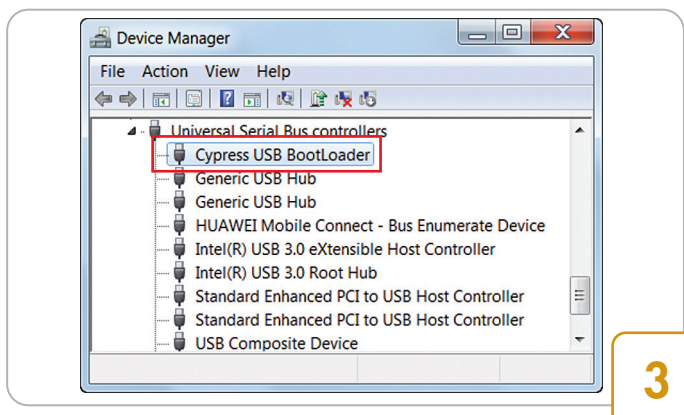 Device Manager
File Action View Help
Universal Serial Bus controllers
Cypress USB BootLoader
Generic USB Hub
Generic USB Hub
HUAWEI Mobile Connect - Bus Enumerate Device
Intel(R) USB 3.0 eXtensible Host Controller
Intel(R) USB 3.0 Root Hub
Standard Enhanced PCI to USB Host Controller
Standard Enhanced PCI to USB Host Controller
USB Composite Device
3